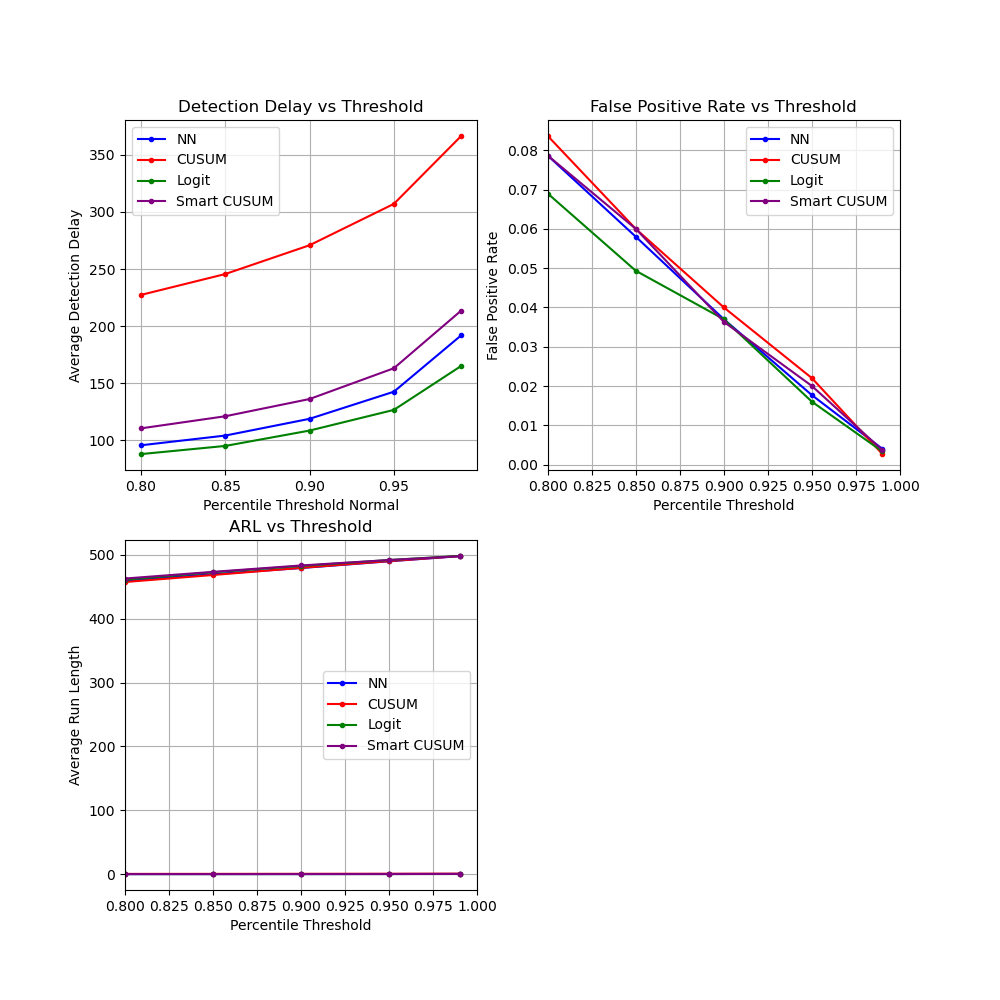 Detection Delay vs Threshold
NN
CUSUM
Logit
Smart CUSUM
350
300
250
200
150
100
Average Detection Delay
0.80 0.85 0.90 0.95
Percentile Threshold Normal
False Positive Rate vs Threshold
NN
CUSUM
Logit
Smart CUSUM
0.08
0.07
0.06
0.05
0.04
0.03
0.02
0.01
0.00
False Positive Rate
0.800 0.825 0.850 0.875 0.900 0.925 0.950 0.975 1.000
Percentile Threshold
ARL vs Threshold
500
400
300
200
100
0
Average Run Length
NN
CUSUM
Logit
Smart CUSUM
0.800 0.825 0.850 0.875 0.900 0.925 0.950 0.975 1.000
Percentile Threshold